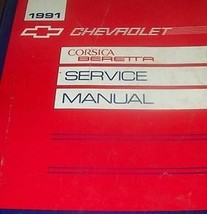 1991
CHEVROLET
CORSICA
BERETTA
SERVICE
MANUAL